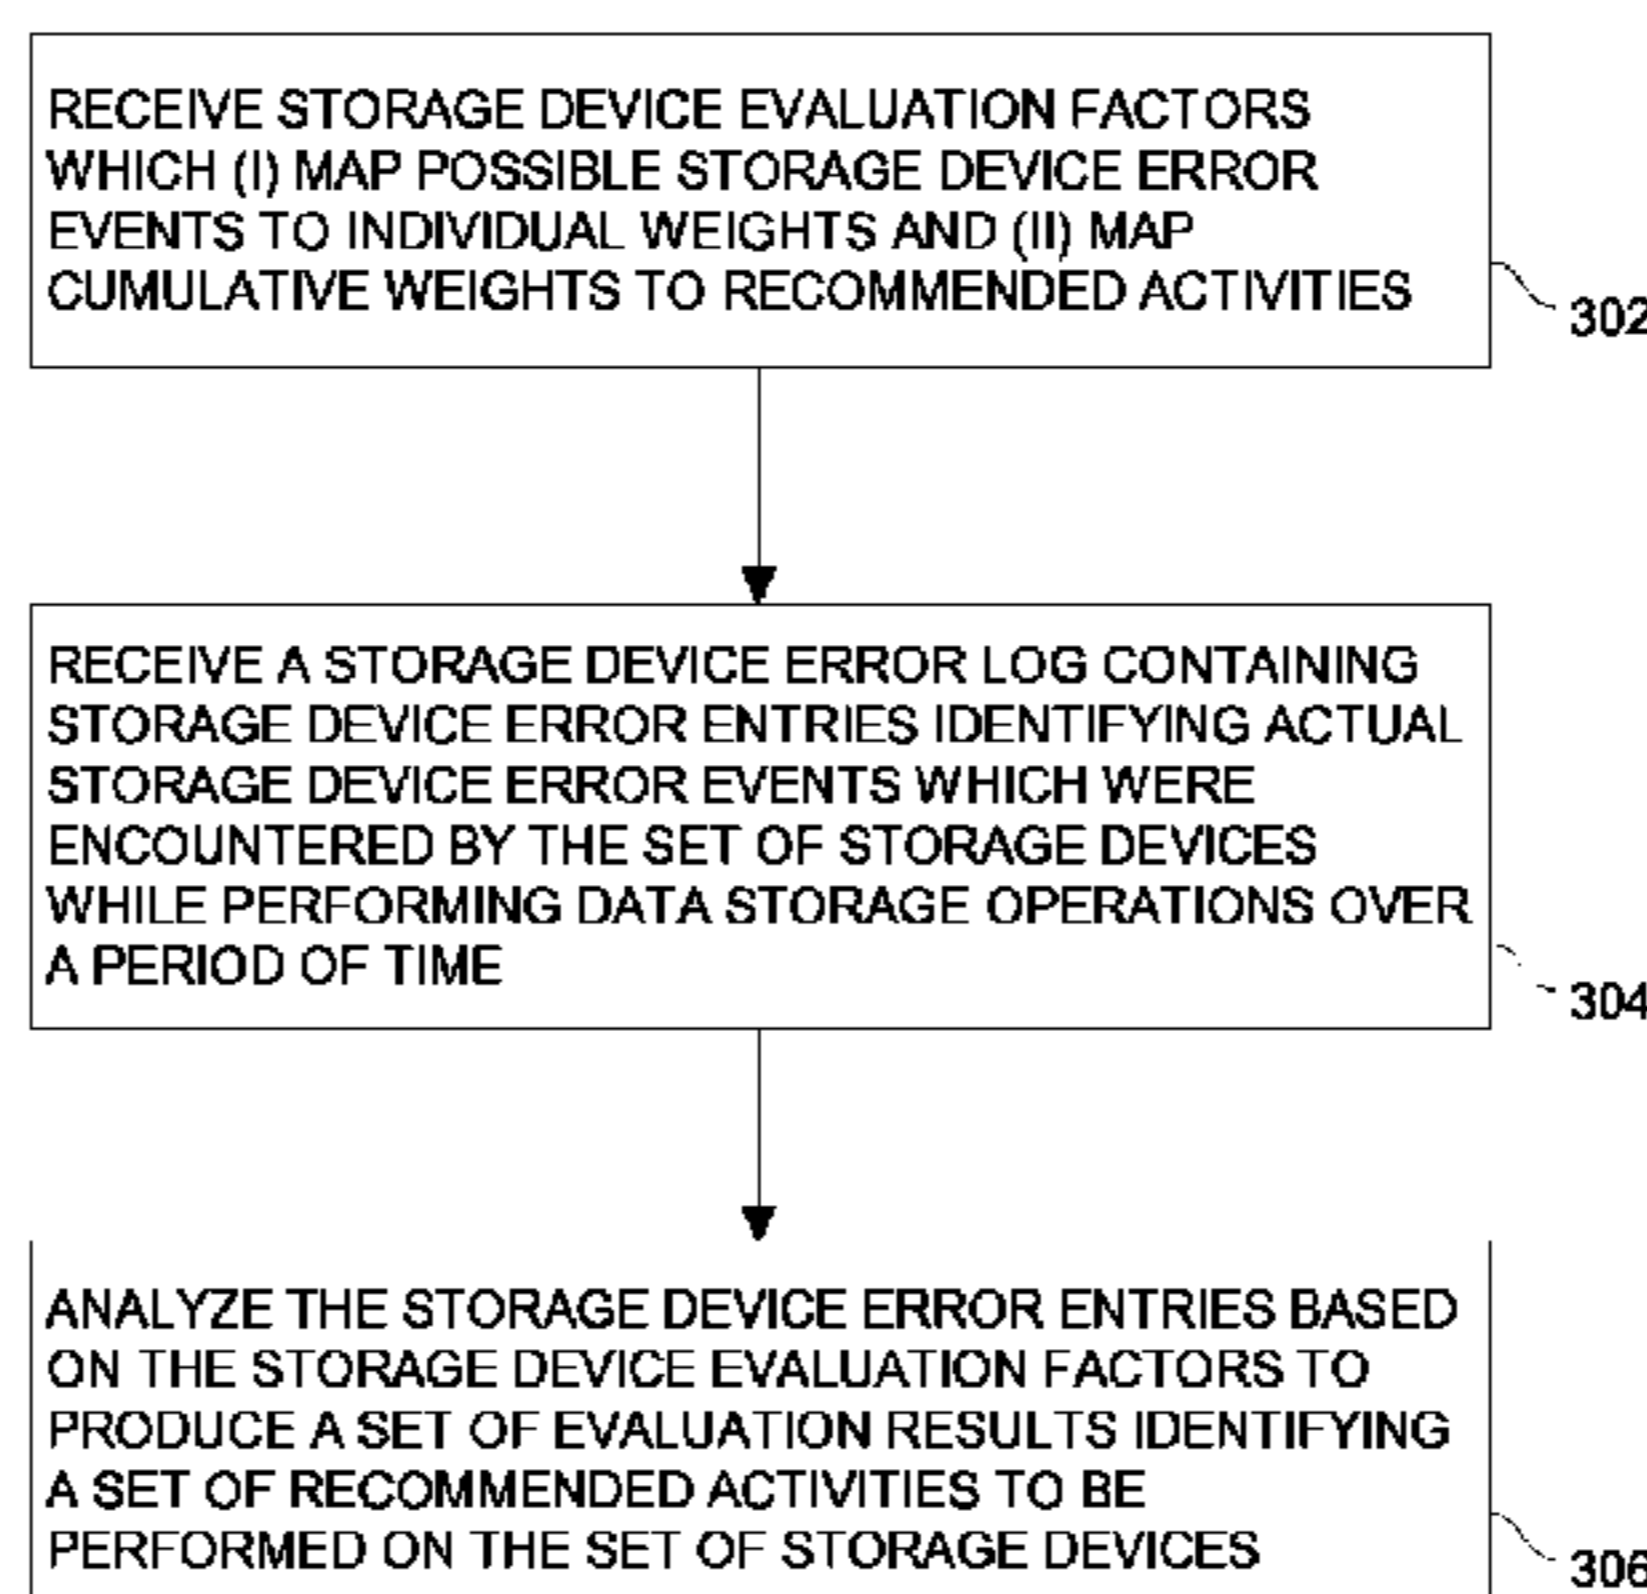 RECEIVE STORAGE DEVICE EVALUATION FACTORS
WHICH (I) MAP POSSIBLE STORAGE DEVICE ERROR
EVENTS TO INDIVIDUAL WEIGHTS AND (II) MAP
CUMULATIVE WEIGHTS TO RECOMMENDED ACTIVITIES
302
RECEIVE A STORAGE DEVICE ERROR LOG CONTAINING
STORAGE DEVICE ERROR ENTRIES IDENTIFYING ACTUAL
STORAGE DEVICE ERROR EVENTS WHICH WERE
ENCOUNTERED BY THE SET OF STORAGE DEVICES
WHILE PERFORMING DATA STORAGE OPERATIONS OVER
A PERIOD OF TIME
304
ANALYZE THE STORAGE DEVICE ERROR ENTRIES BASED
ON THE STORAGE DEVICE EVALUATION FACTORS TO
PRODUCE A SET OF EVALUATION RESULTS IDENTIFYING
A SET OF RECOMMENDED ACTIVITIES TO BE
PERFORMED ON THE SET OF STORAGE DEVICES
306